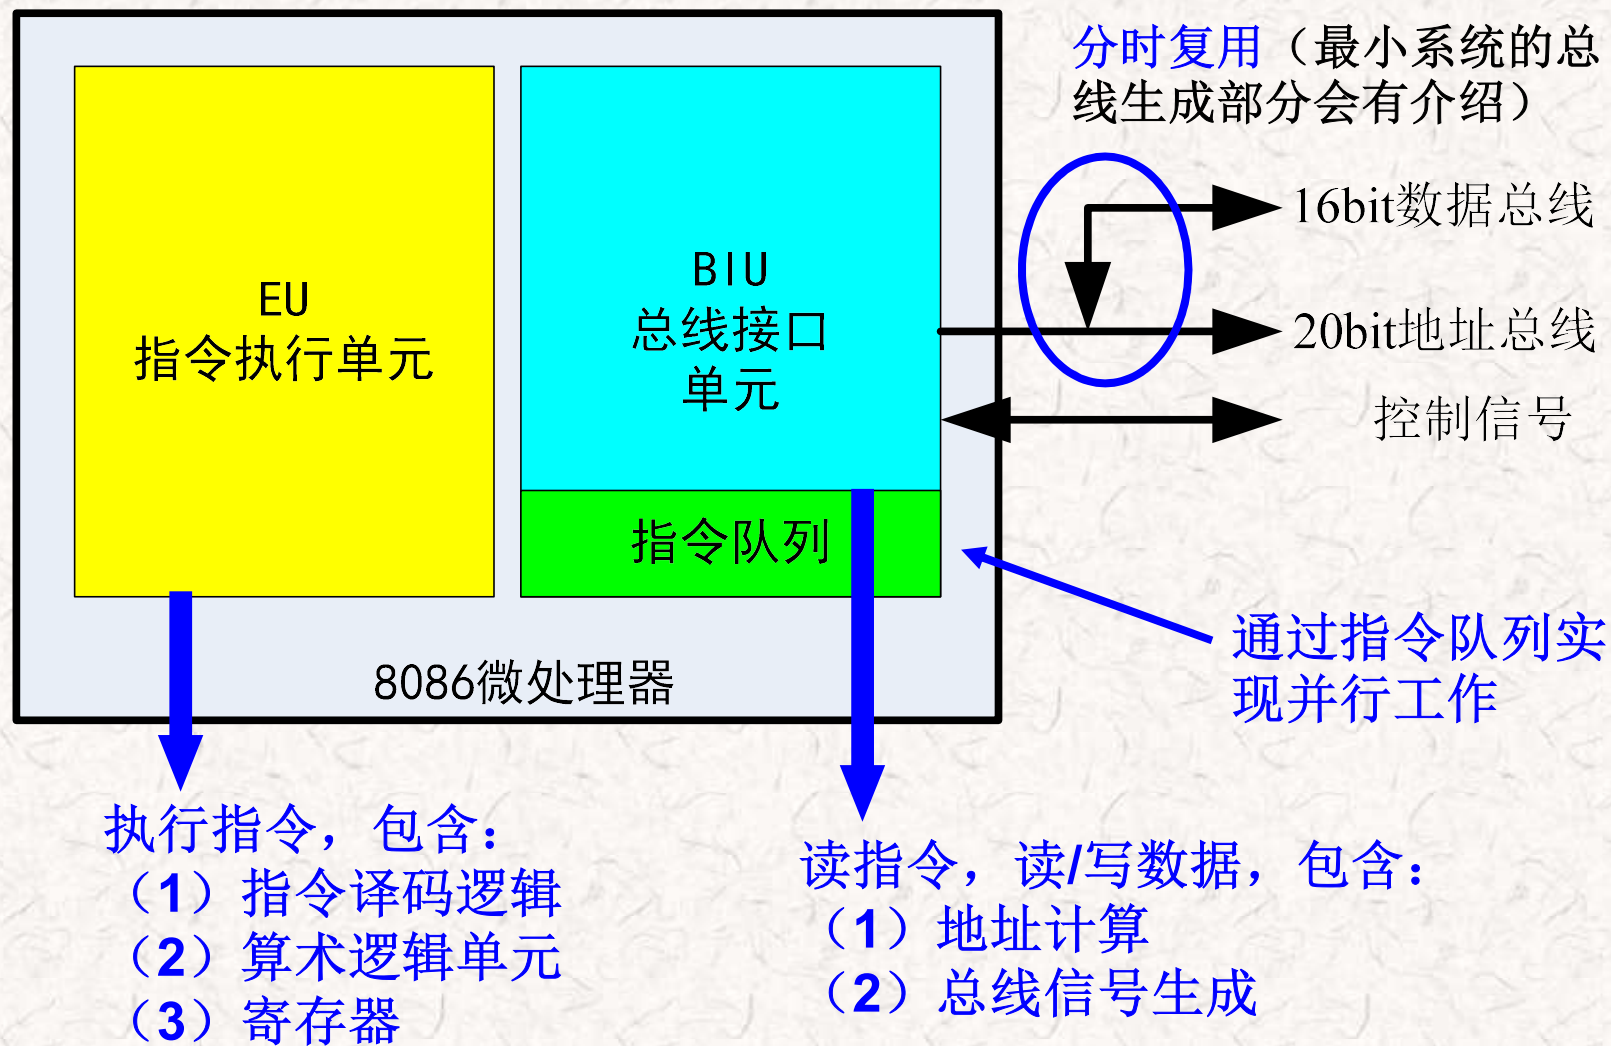 分时复用（最小系统的总
线生成部分会有介绍）
16bit数据总线
20bit地址总线
控制信号
EU
指令执行单元
BIU
总线接口
单元
指令队列
8086微处理器
通过指令队列实
现并行工作
执行指令，包含：
（1）指令译码逻辑
（2）算术逻辑单元
（3）寄存器
读指令，读/写数据，包含：
（1）地址计算
（2）总线信号生成